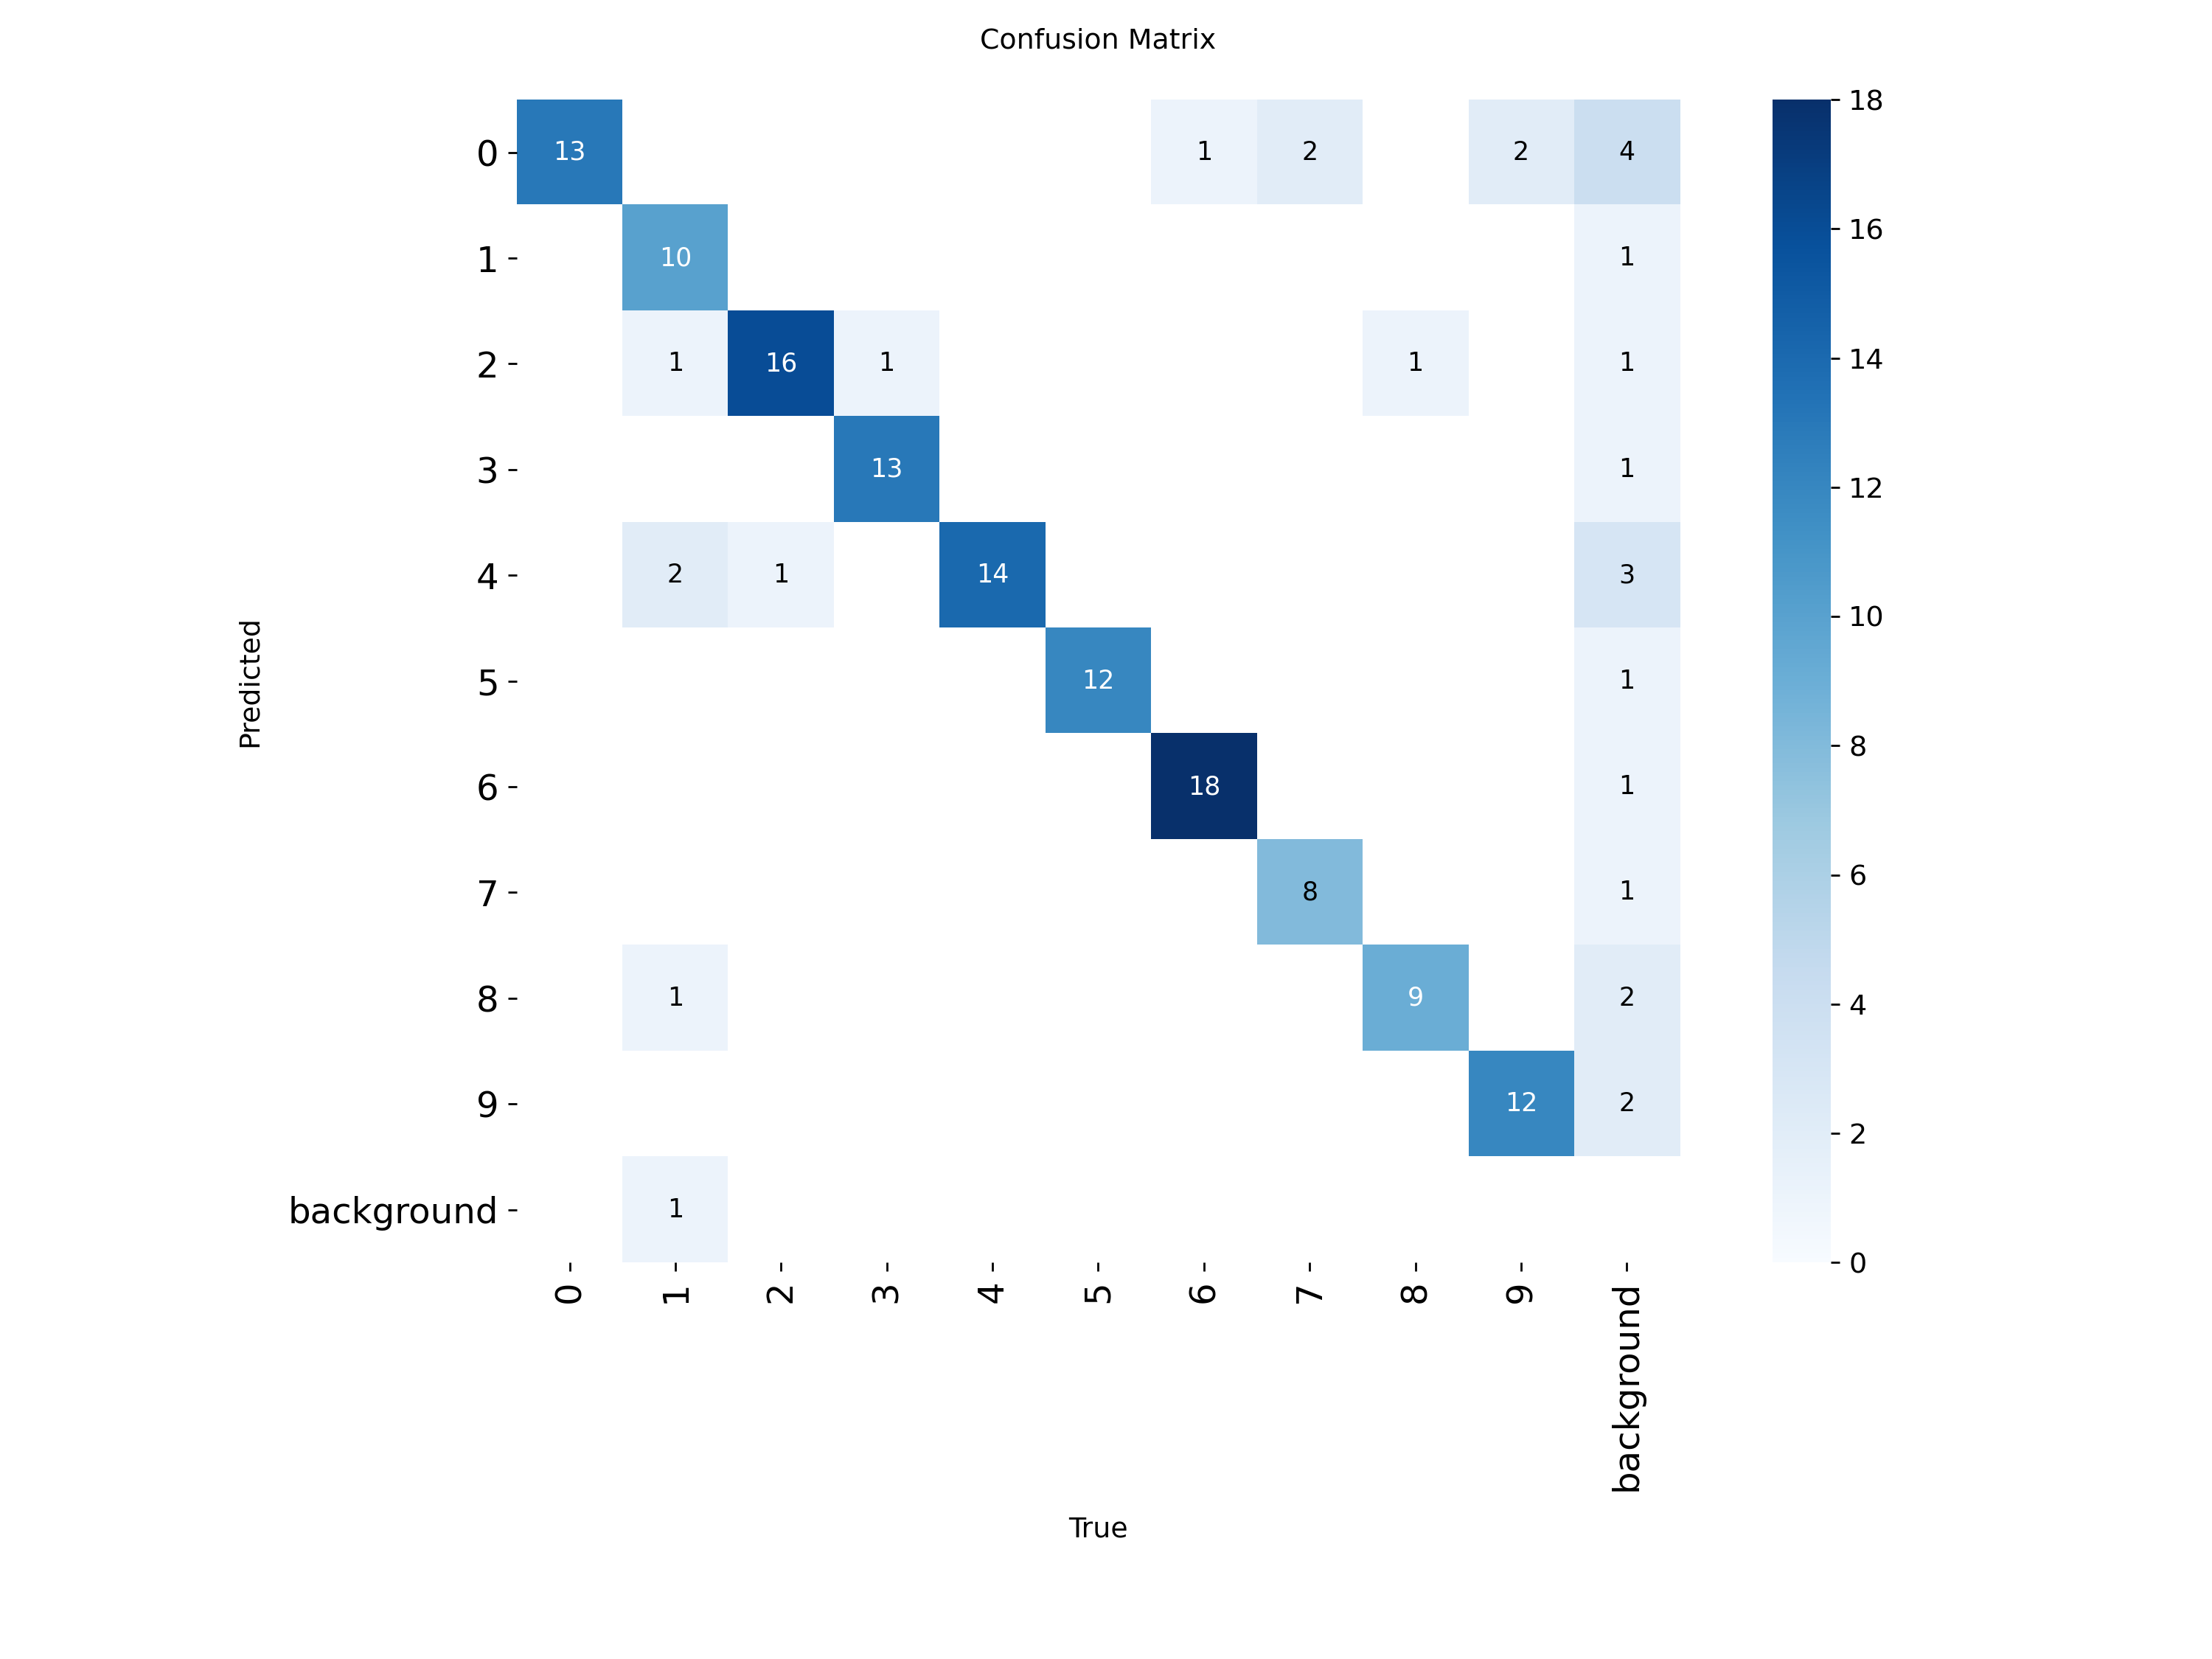 Confusion Matrix
0 13 1 2 2 4
1 10 1
2 1 16 1 1 1
3 13 1
4 2 1 14 3
5 12 1
6 18 1
7 8 1
8 1 9 2
9 12 2
background 1
0 1 2 3 4 5 6 7 8 9 background
Predicted
True
18
16
14
12
10
8
6
4
2
0